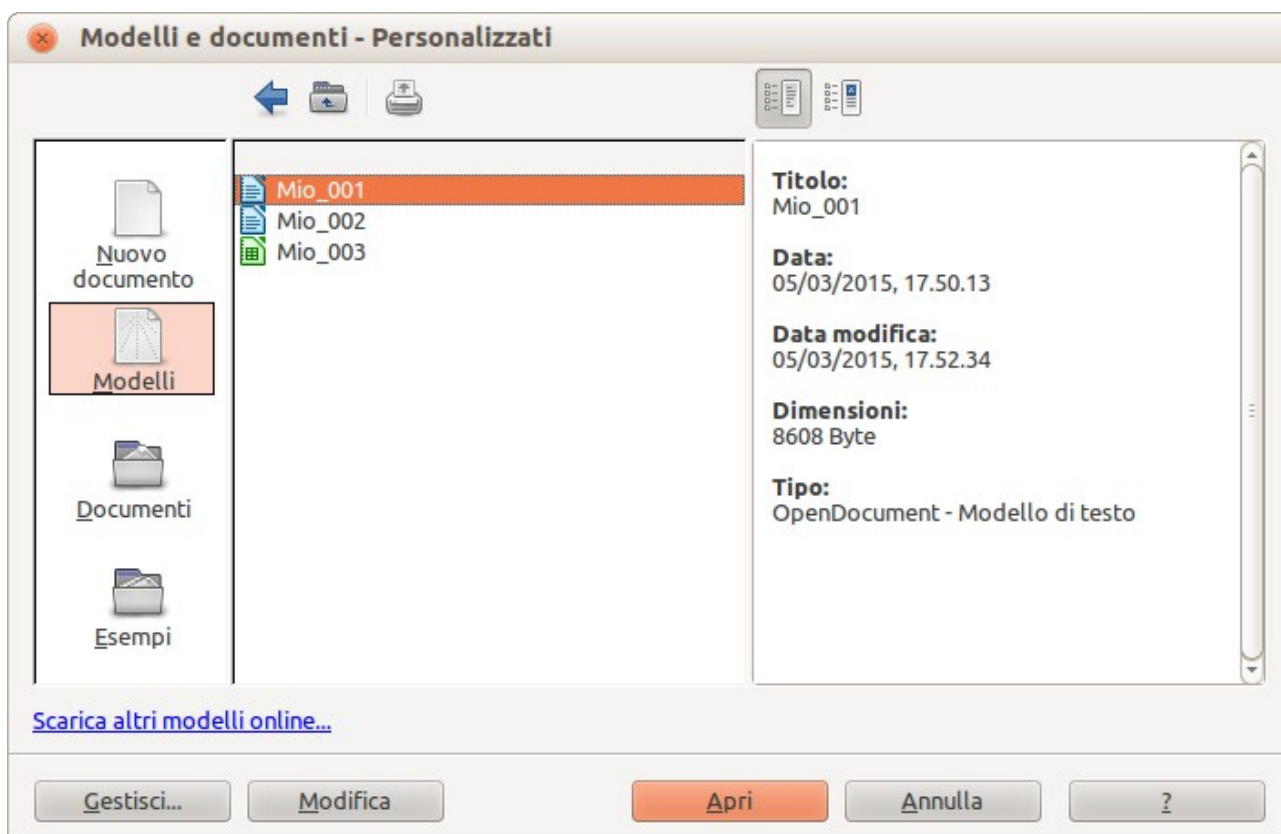 Modelli e documenti - Personalizzati
Nuovo
documento
Modelli
Documenti
Esempi
Mio_001
Mio_002
Mio_003
Titolo:
Mio_001
Data:
05/03/2015, 17.50.13
Data modifica:
05/03/2015, 17.52.34
Dimensioni:
8608 Byte
Tipo:
OpenDocument - Modello di testo
Scarica altri modelli online...
Gestisci... Modifica Apri Annulla ?